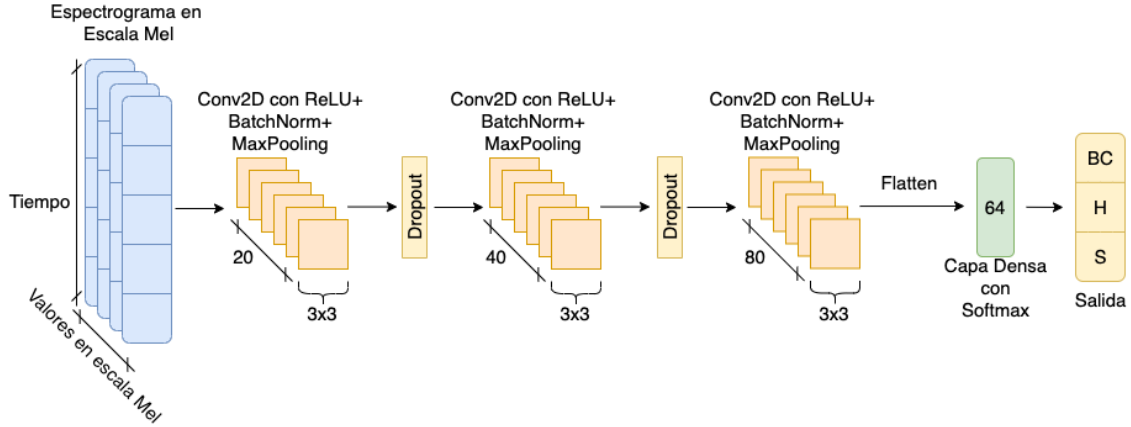 Espectrograma en
Escala Mel
Tiempo
Valores en escala Mel
Conv2D con ReLU+
BatchNorm+
MaxPooling
20
3x3
Dropout
Conv2D con ReLU+
BatchNorm+
MaxPooling
40
3x3
Dropout
Conv2D con ReLU+
BatchNorm+
MaxPooling
80
3x3
Flatten
64
Capa Densa
con
Softmax
BC
H
S
Salida